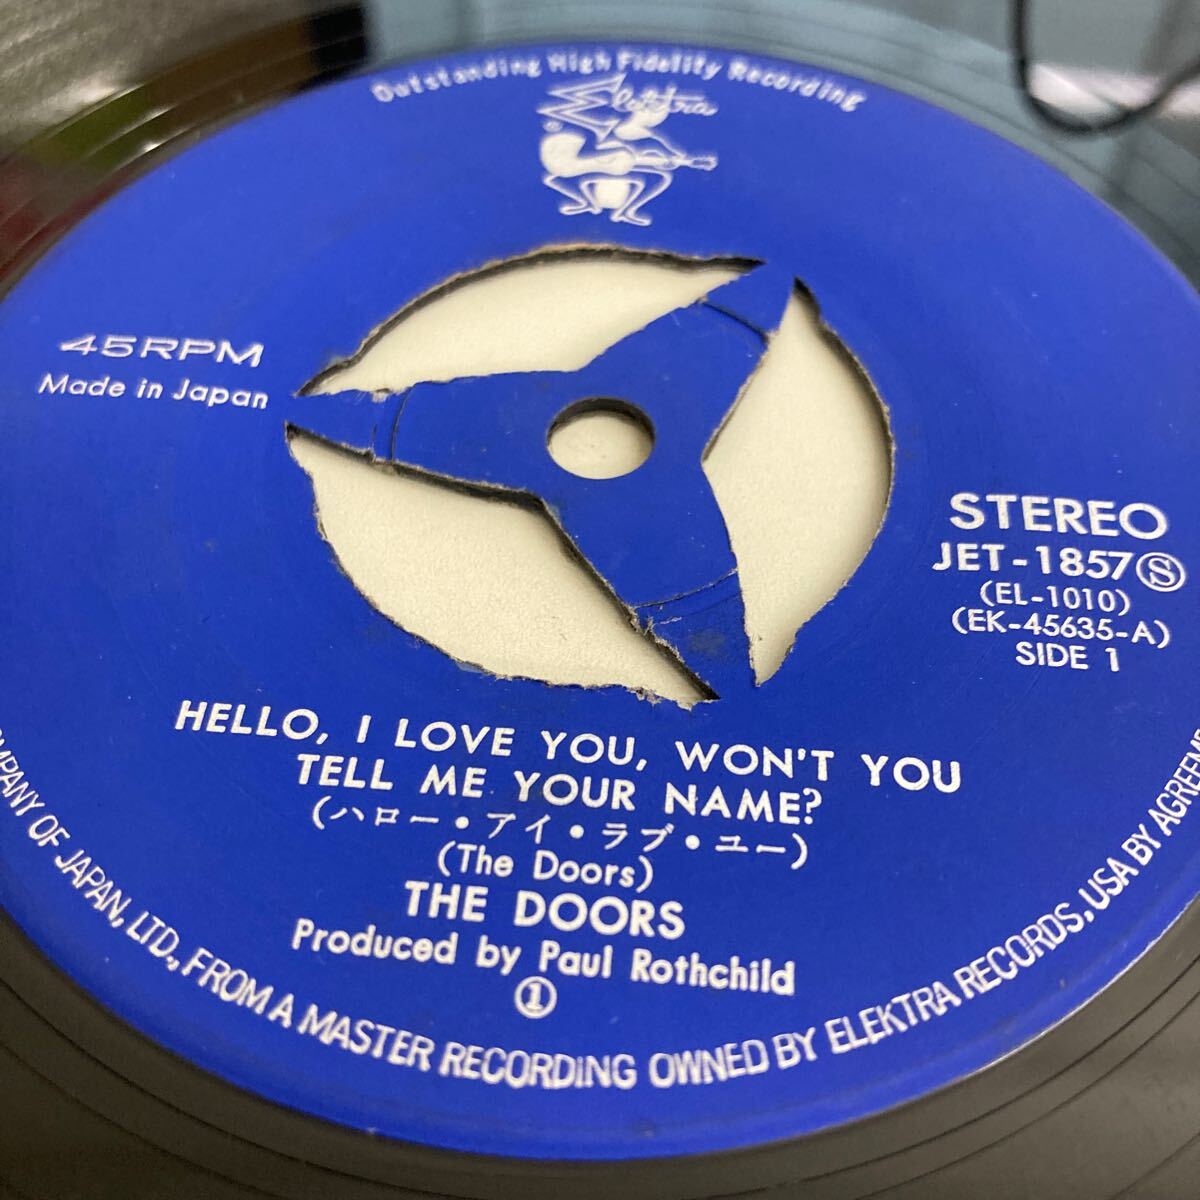 Outstanding High Fidelity Recording
Elektra
®
45RPM
Made in Japan
STEREO
JET-1857Ⓢ
(EL-1010)
(EK-45635-A)
SIDE 1
HELLO, I LOVE YOU, WON'T YOU
TELL ME YOUR NAME?
(ハロー・アイ・ラブ・ユー)
(The Doors)
THE DOORS
Produced by Paul Rothchild
①
OF JAPAN, LTD., FROM A MASTER RECORDING OWNED BY ELEKTRA RECORDS, USA BY